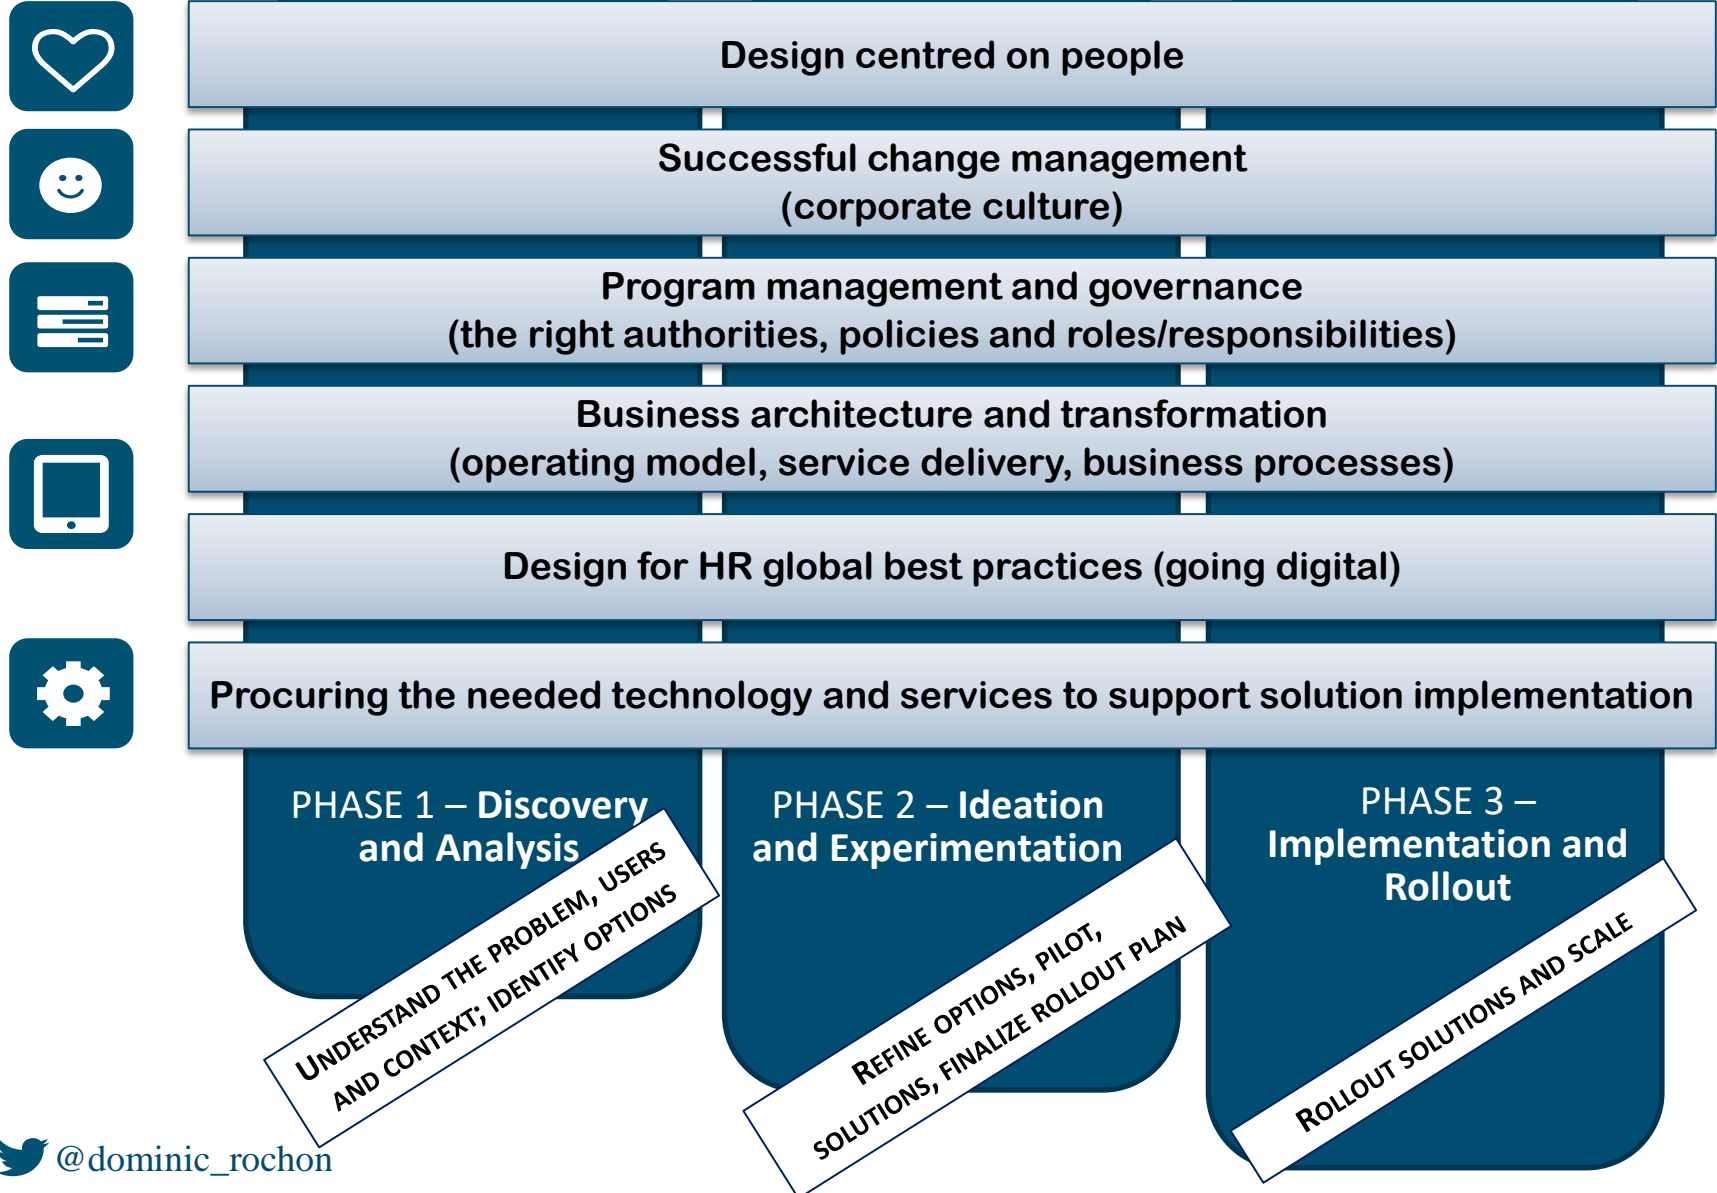 Design centred on people
Successful change management
(corporate culture)
Program management and governance
(the right authorities, policies and roles/responsibilities)
Business architecture and transformation
(operating model, service delivery, business processes)
Design for HR global best practices (going digital)
Procuring the needed technology and services to support solution implementation
PHASE 1 – Discovery
and Analysis
UNDERSTAND THE PROBLEM, USERS
AND CONTEXT; IDENTIFY OPTIONS
PHASE 2 – Ideation
and Experimentation
REFINE OPTIONS, PILOT,
SOLUTIONS, FINALIZE ROLLOUT PLAN
PHASE 3 –
Implementation and
Rollout
ROLLOUT SOLUTIONS AND SCALE
@dominic_rochon